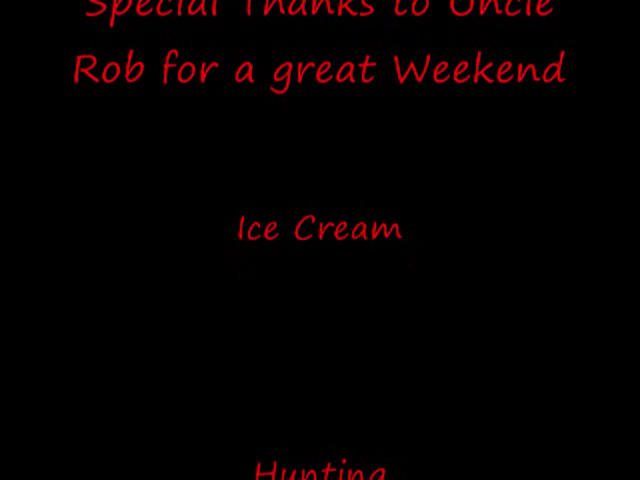 Special Thanks to Uncle
Rob for a great Weekend
Ice Cream
Hunting